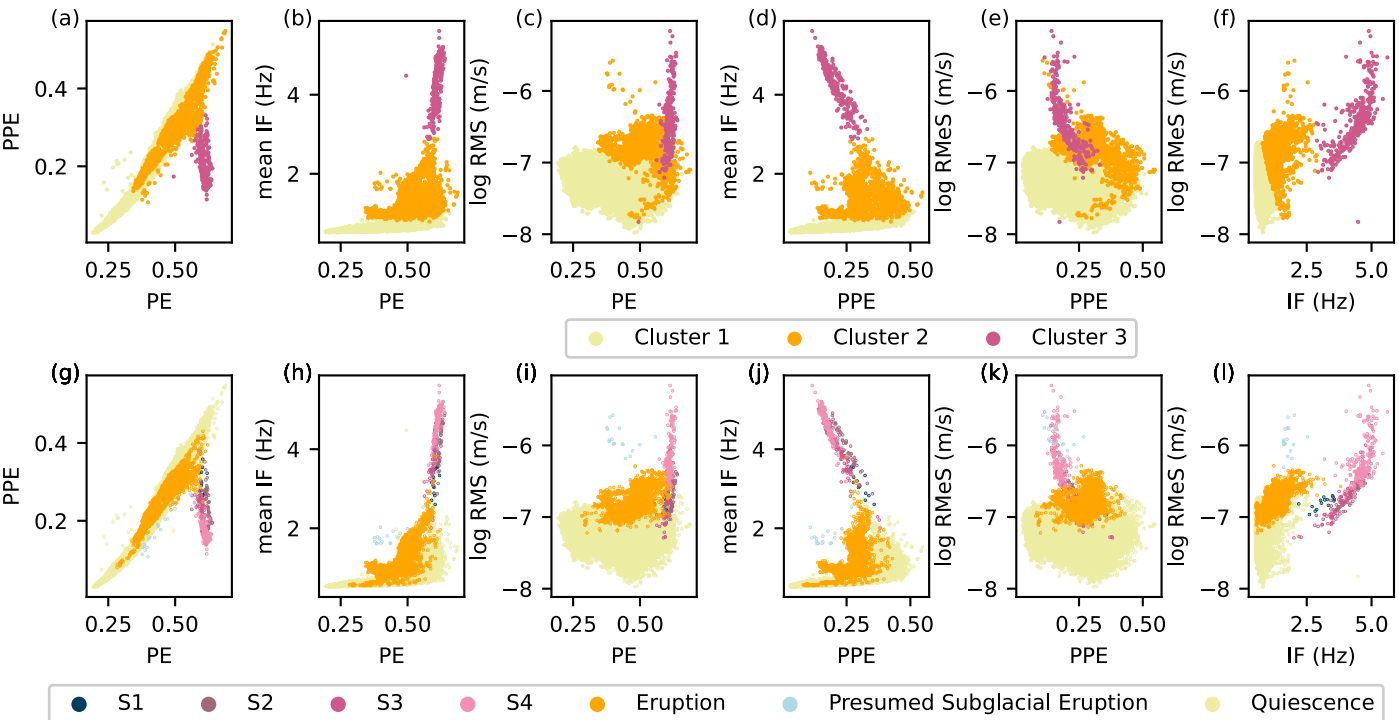 (a) (b) (c) (d) (e) (f)
PPE
0.4
0.2
0.25 0.50
PE
mean IF (Hz)
4
2
0.25 0.50
PE
log RMS (m/s)
−6
−7
−8
0.25 0.50
PE
mean IF (Hz)
4
2
0.25 0.50
PPE
log RMeS (m/s)
−6
−7
−8
0.25 0.50
PPE
log RMeS (m/s)
−6
−7
−8
2.5 5.0
IF (Hz)
Cluster 1 Cluster 2 Cluster 3
(g) (h) (i) (j) (k) (l)
PPE
0.4
0.2
0.25 0.50
PE
mean IF (Hz)
4
2
0.25 0.50
PE
log RMS (m/s)
−6
−7
−8
0.25 0.50
PE
mean IF (Hz)
4
2
0.25 0.50
PPE
log RMeS (m/s)
−6
−7
−8
0.25 0.50
PPE
log RMeS (m/s)
−6
−7
−8
2.5 5.0
IF (Hz)
S1 S2 S3 S4 Eruption Presumed Subglacial Eruption Quiescence